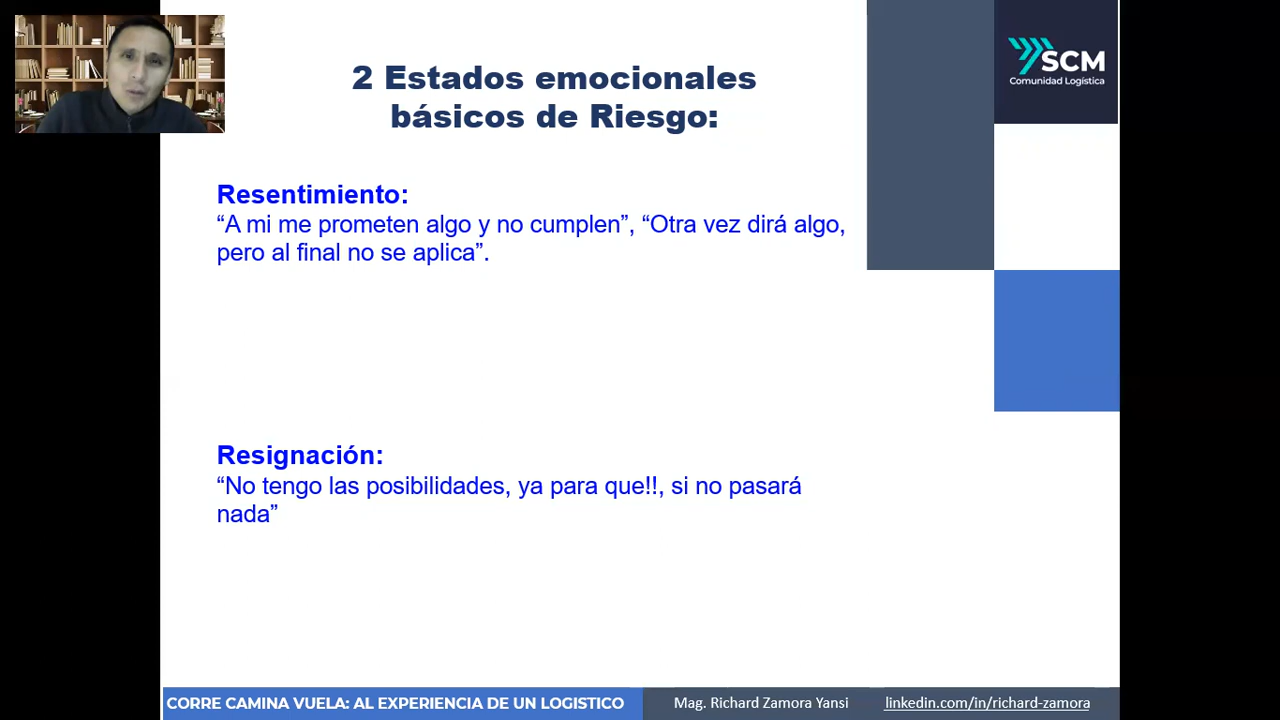 2 Estados emocionales
básicos de Riesgo:
SCM
Comunidad Logística
Resentimiento:
“A mi me prometen algo y no cumplen”, “Otra vez dirá algo,
pero al final no se aplica”.
Resignación:
“No tengo las posibilidades, ya para que!!, si no pasará
nada”
CORRE CAMINA VUELA: AL EXPERIENCIA DE UN LOGISTICO
Mag. Richard Zamora Yansi
linkedin.com/in/richard-zamora